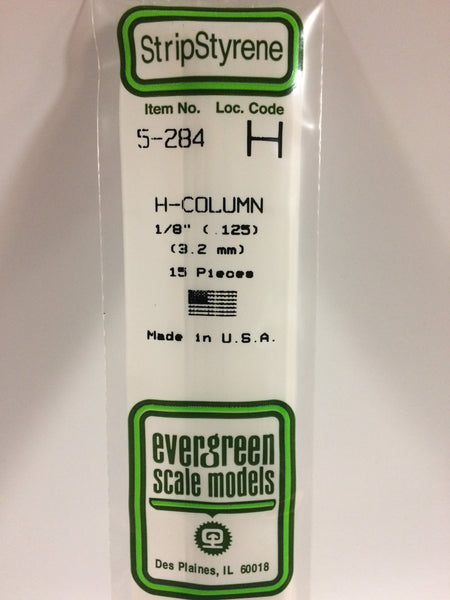 StripStyrene
Item No. Loc. Code
5-284 H
H-COLUMN
1/8" (.125)
(3.2 mm)
15 Pieces
Made in U.S.A.
evergreen
scale models
Des Plaines, IL 60018